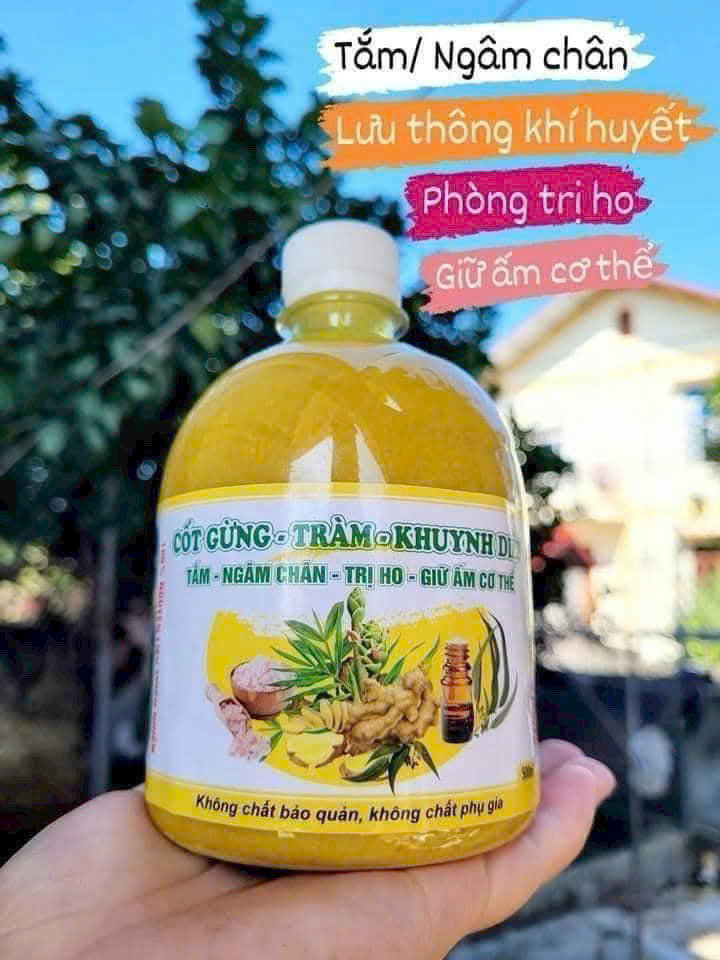 Tắm/ Ngâm chân
Lưu thông khí huyết
Phòng trị ho
Giữ ấm cơ thể
CỐT GỪNG - TRÀM - KHUYNH
TẮM - NGÂM CHÂN - TRỊ HO - GIỮ ẤM CƠ THỂ
Không chất bảo quản, không chất phụ gia